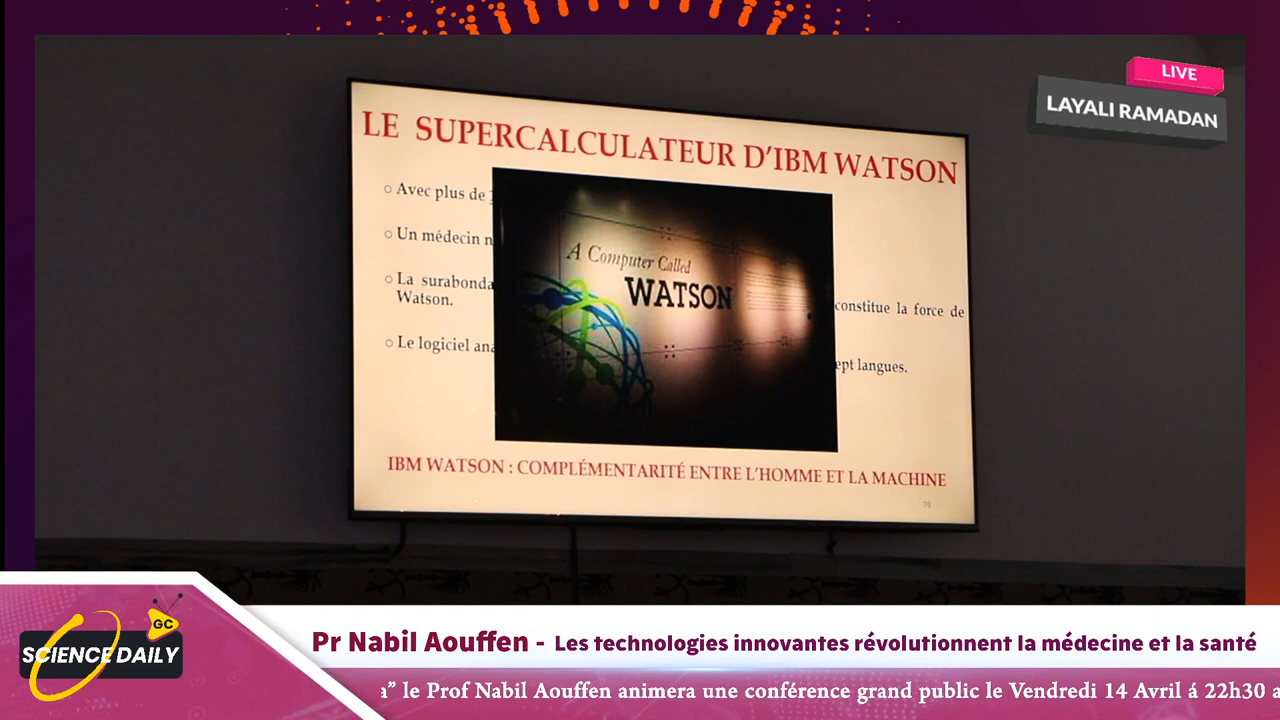 LIVE
LAYALI RAMADAN
LE SUPERCALCULATEUR D'IBM WATSON
Avec plus de
Un médecin
La surabonda
constitue la force de
Watson.
Le logiciel ana
ept langues.
A Computer Called
WATSON
IBM WATSON : COMPLÉMENTARITÉ ENTRE L'HOMME ET LA MACHINE
79
GC
SCIENCE DAILY
Pr Nabil Aouffen - Les technologies innovantes révolutionnent la médecine et la santé
a” le Prof Nabil Aouffen animera une conférence grand public le Vendredi 14 Avril á 22h30 a